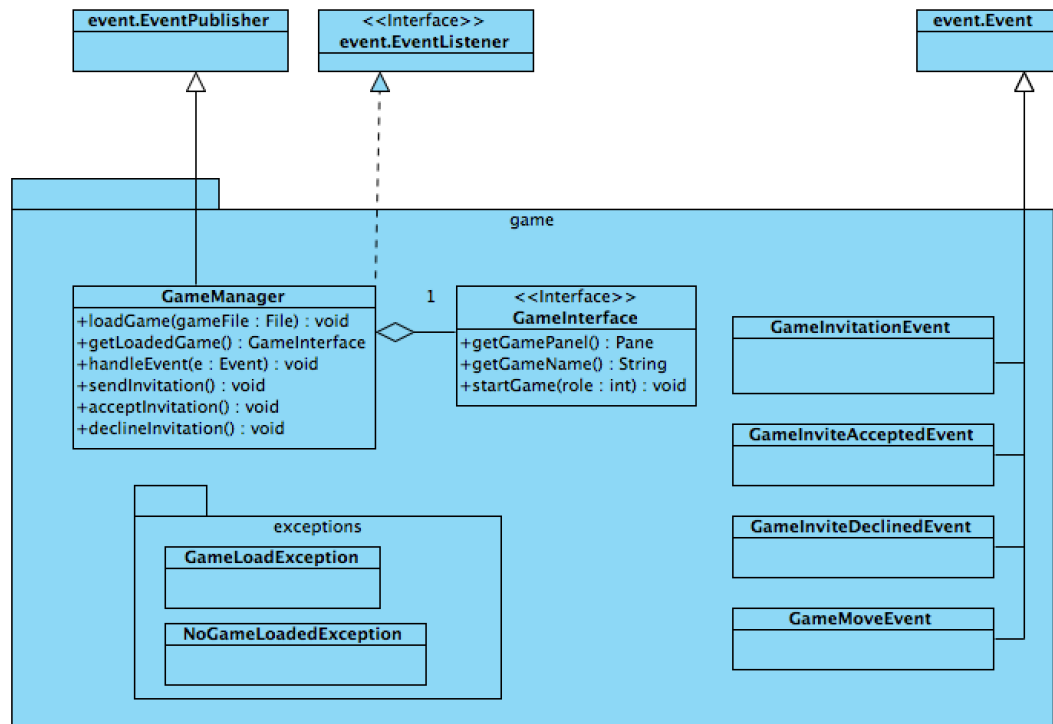 event.EventPublisher
<<Interface>>
event.EventListener
event.Event
game
GameManager
+loadGame(gameFile : File) : void
+getLoadedGame() : GameInterface
+handleEvent(e : Event) : void
+sendInvitation() : void
+acceptInvitation() : void
+declineInvitation() : void
1
<<Interface>>
GameInterface
+getGamePanel() : Pane
+getGameName() : String
+startGame(role : int) : void
GameInvitationEvent
GameInviteAcceptedEvent
GameInviteDeclinedEvent
GameMoveEvent
exceptions
GameLoadException
NoGameLoadedException